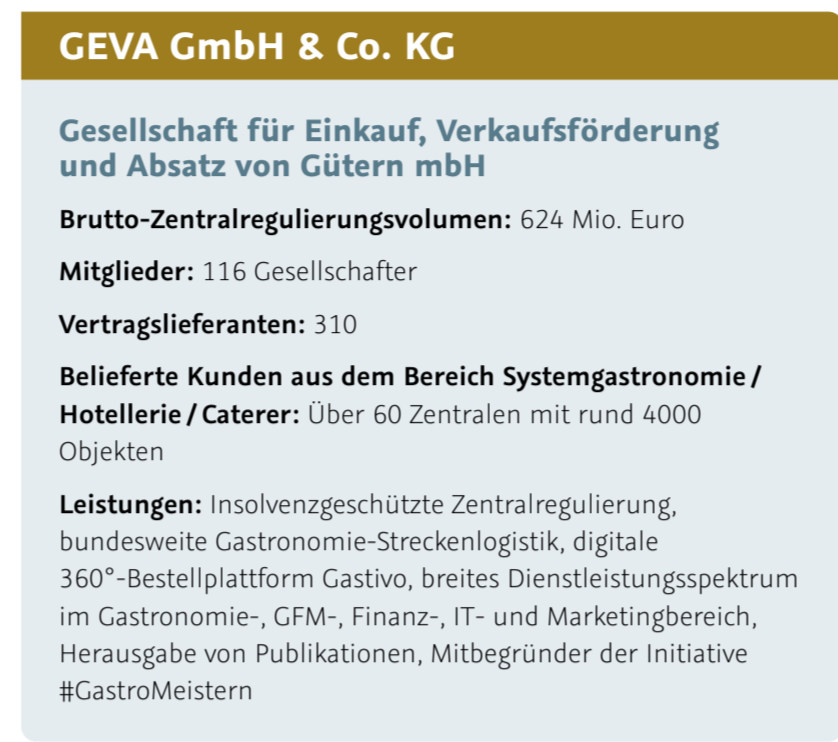 GEVA GmbH & Co. KG
Gesellschaft für Einkauf, Verkaufsförderung
und Absatz von Gütern mbH
Brutto-Zentralregulierungsvolumen: 624 Mio. Euro
Mitglieder: 116 Gesellschafter
Vertragslieferanten: 310
Belieferte Kunden aus dem Bereich Systemgastronomie /
Hotellerie / Caterer: Über 60 Zentralen mit rund 4000
Objekten
Leistungen: Insolvenzgeschützte Zentralregulierung,
bundesweite Gastronomie-Streckenlogistik, digitale
360°-Bestellplattform Gastivo, breites Dienstleistungsspektrum
im Gastronomie-, GFM-, Finanz-, IT- und Marketingbereich,
Herausgabe von Publikationen, Mitbegründer der Initiative
#GastroMeistern